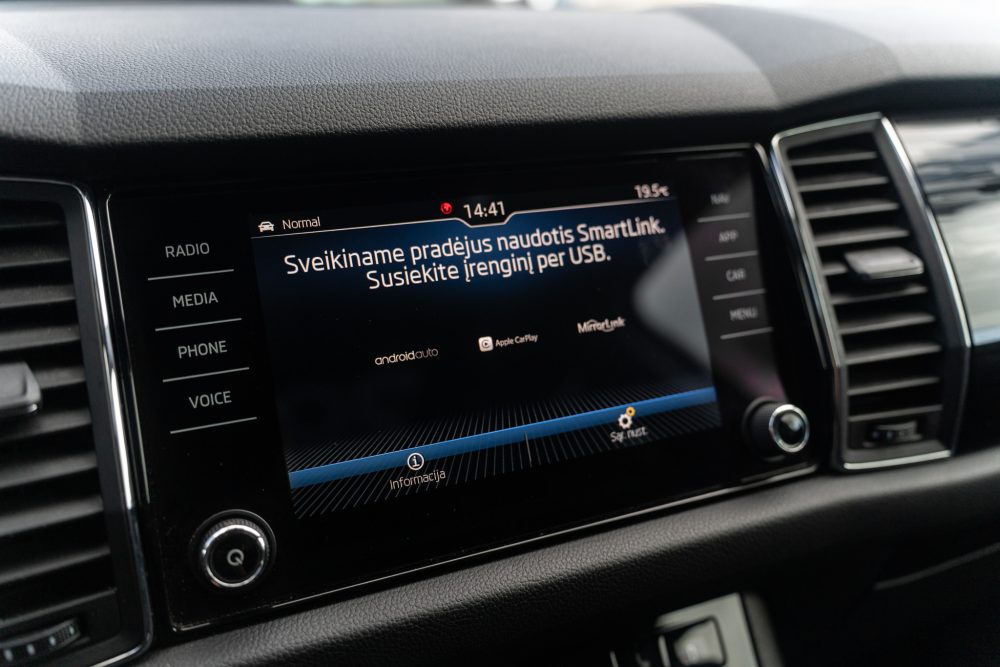 Normal
14:41
19.5°C
Sveikiname pradėjus naudotis SmartLink.
Susiekite įrenginį per USB.
androidauto
Apple CarPlay
MirrorLink
Informacija
Sąr. nust.
RADIO
MEDIA
PHONE
VOICE
NAV
APP
CAR
MENU